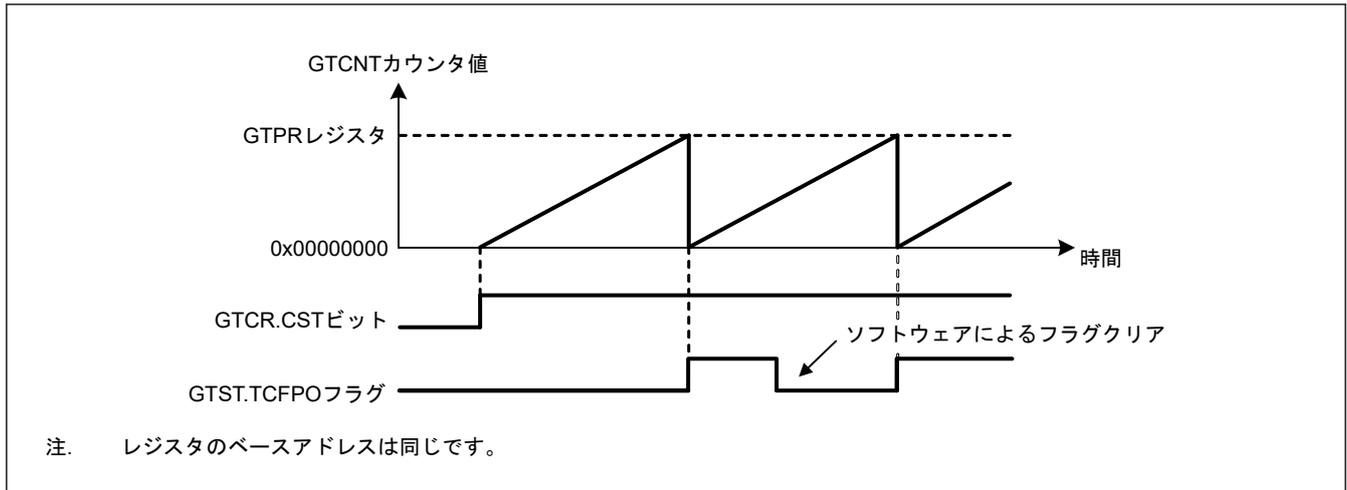 GTCNTカウンタ値
GTPRレジスタ
0x00000000
時間
GTCR.CSTビット
ソフトウェアによるフラグクリア
GTST.TCFPOフラグ
注. レジスタのベースアドレスは同じです。